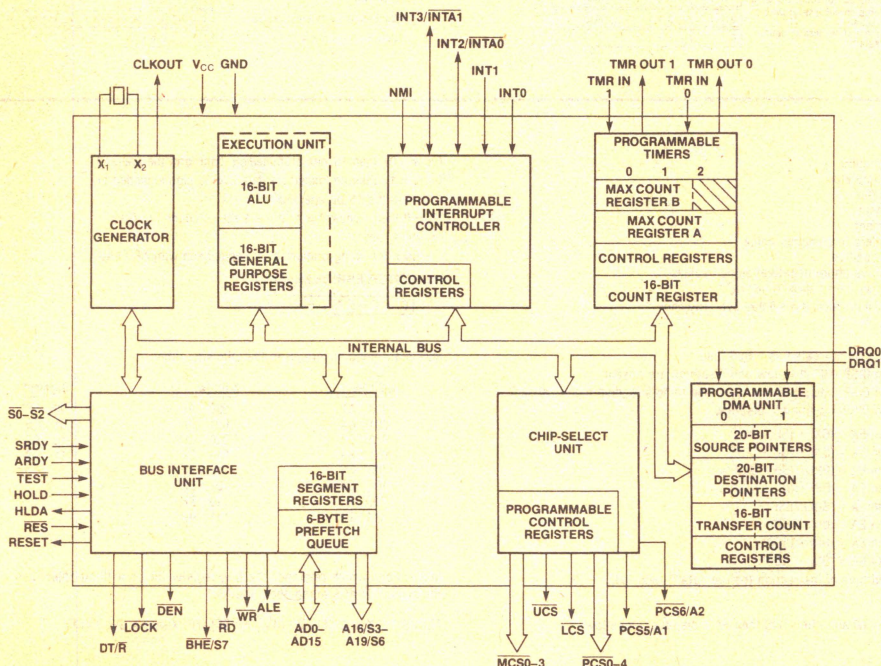 INT3/INTA1
INT2/INTA0
INT1
NMI
INT0
CLKOUT VCC GND
TMR OUT 1 TMR OUT 0
TMR IN 1
TMR IN 0
X1 X2
CLOCK
GENERATOR
EXECUTION UNIT
16-BIT
ALU
16-BIT
GENERAL
PURPOSE
REGISTERS
PROGRAMMABLE
INTERRUPT
CONTROLLER
CONTROL
REGISTERS
PROGRAMMABLE
TIMERS
0 1 2
MAX COUNT
REGISTER B
MAX COUNT
REGISTER A
CONTROL REGISTERS
16-BIT
COUNT REGISTER
INTERNAL BUS
DRQ0
DRQ1
S0–S2
SRDY
ARDY
TEST
HOLD
HLDA
RES
RESET
BUS INTERFACE
UNIT
16-BIT
SEGMENT
REGISTERS
6-BYTE
PREFETCH
QUEUE
CHIP-SELECT
UNIT
PROGRAMMABLE
CONTROL
REGISTERS
PROGRAMMABLE
DMA UNIT
0 1
20-BIT
SOURCE POINTERS
20-BIT
DESTINATION
POINTERS
16-BIT
TRANSFER COUNT
CONTROL
REGISTERS
DT/R
LOCK
DEN
BHE/S7
RD
WR
ALE
AD0–
AD15
A16/S3–
A19/S6
MCS0–3
UCS
LCS
PCS0–4
PCS5/A1
PCS6/A2